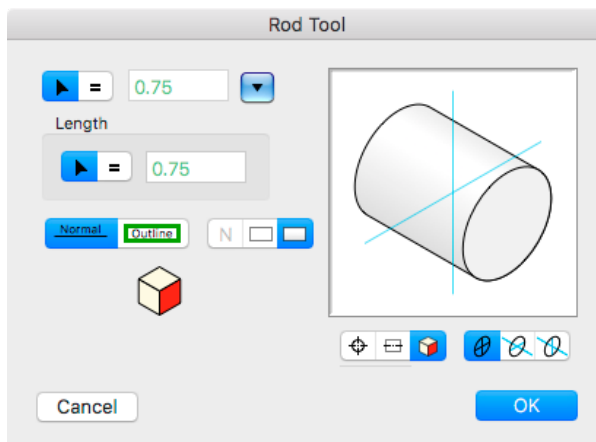 Rod Tool
= 0.75
Length
= 0.75
Normal Outline N
Cancel OK